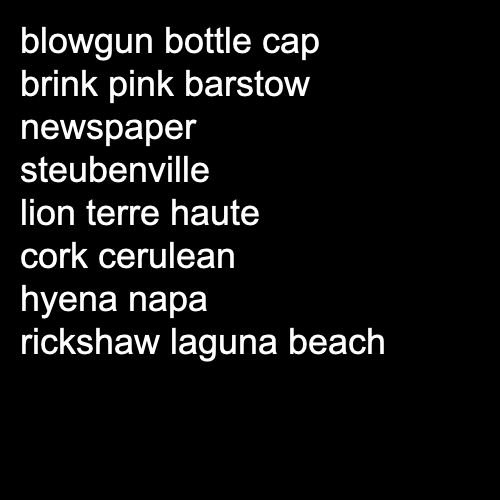 blowgun bottle cap
brink pink barstow
newspaper
steubenville
lion terre haute
cork cerulean
hyena napa
rickshaw laguna beach